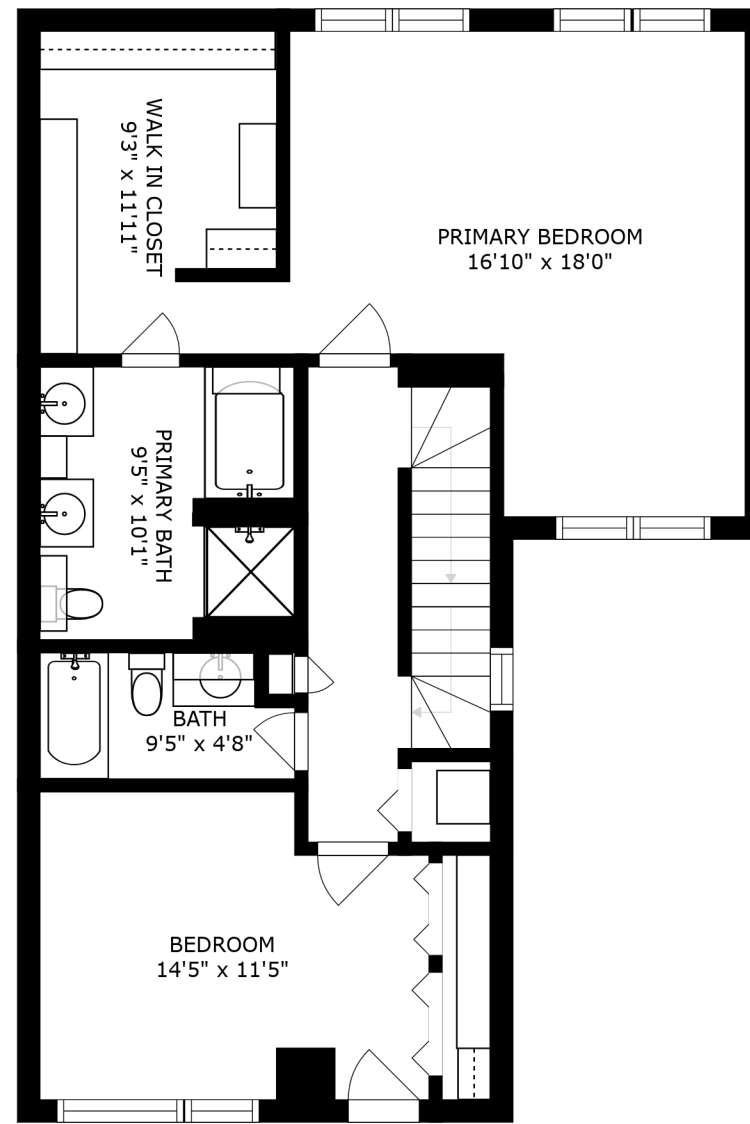 WALK IN CLOSET
9'3" x 11'11"
PRIMARY BEDROOM
16'10" x 18'0"
PRIMARY BATH
9'5" x 10'1"
BATH
9'5" x 4'8"
BEDROOM
14'5" x 11'5"